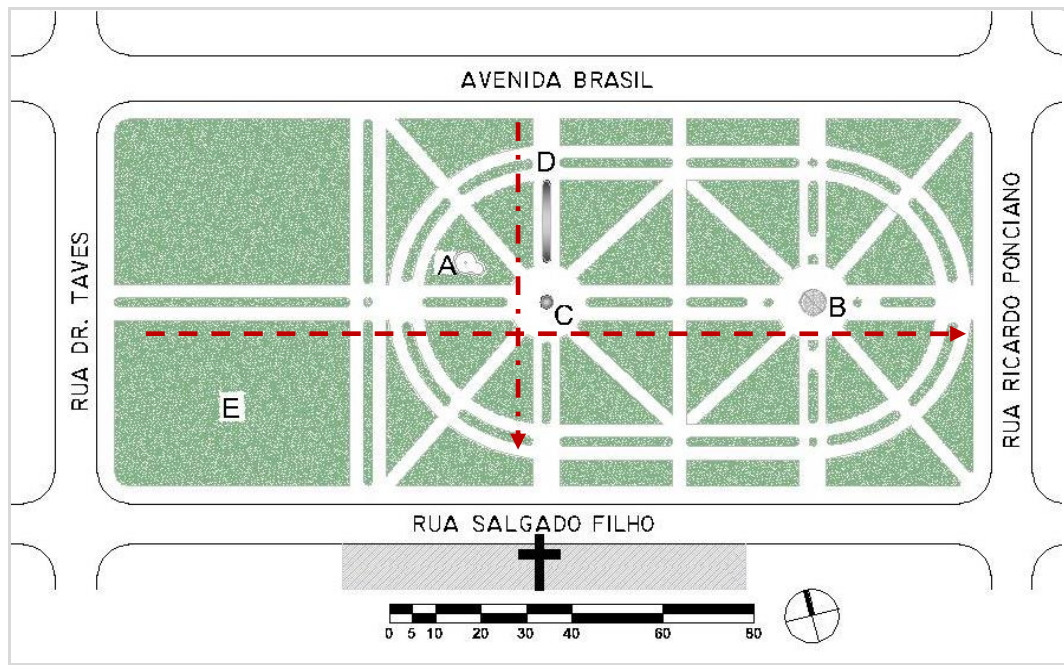 AVENIDA BRASIL
D
A
C
B
E
RUA DR. TAVES
RUA RICARDO PONCIANO
RUA SALGADO FILHO
0 5 10 20 30 40 60 80